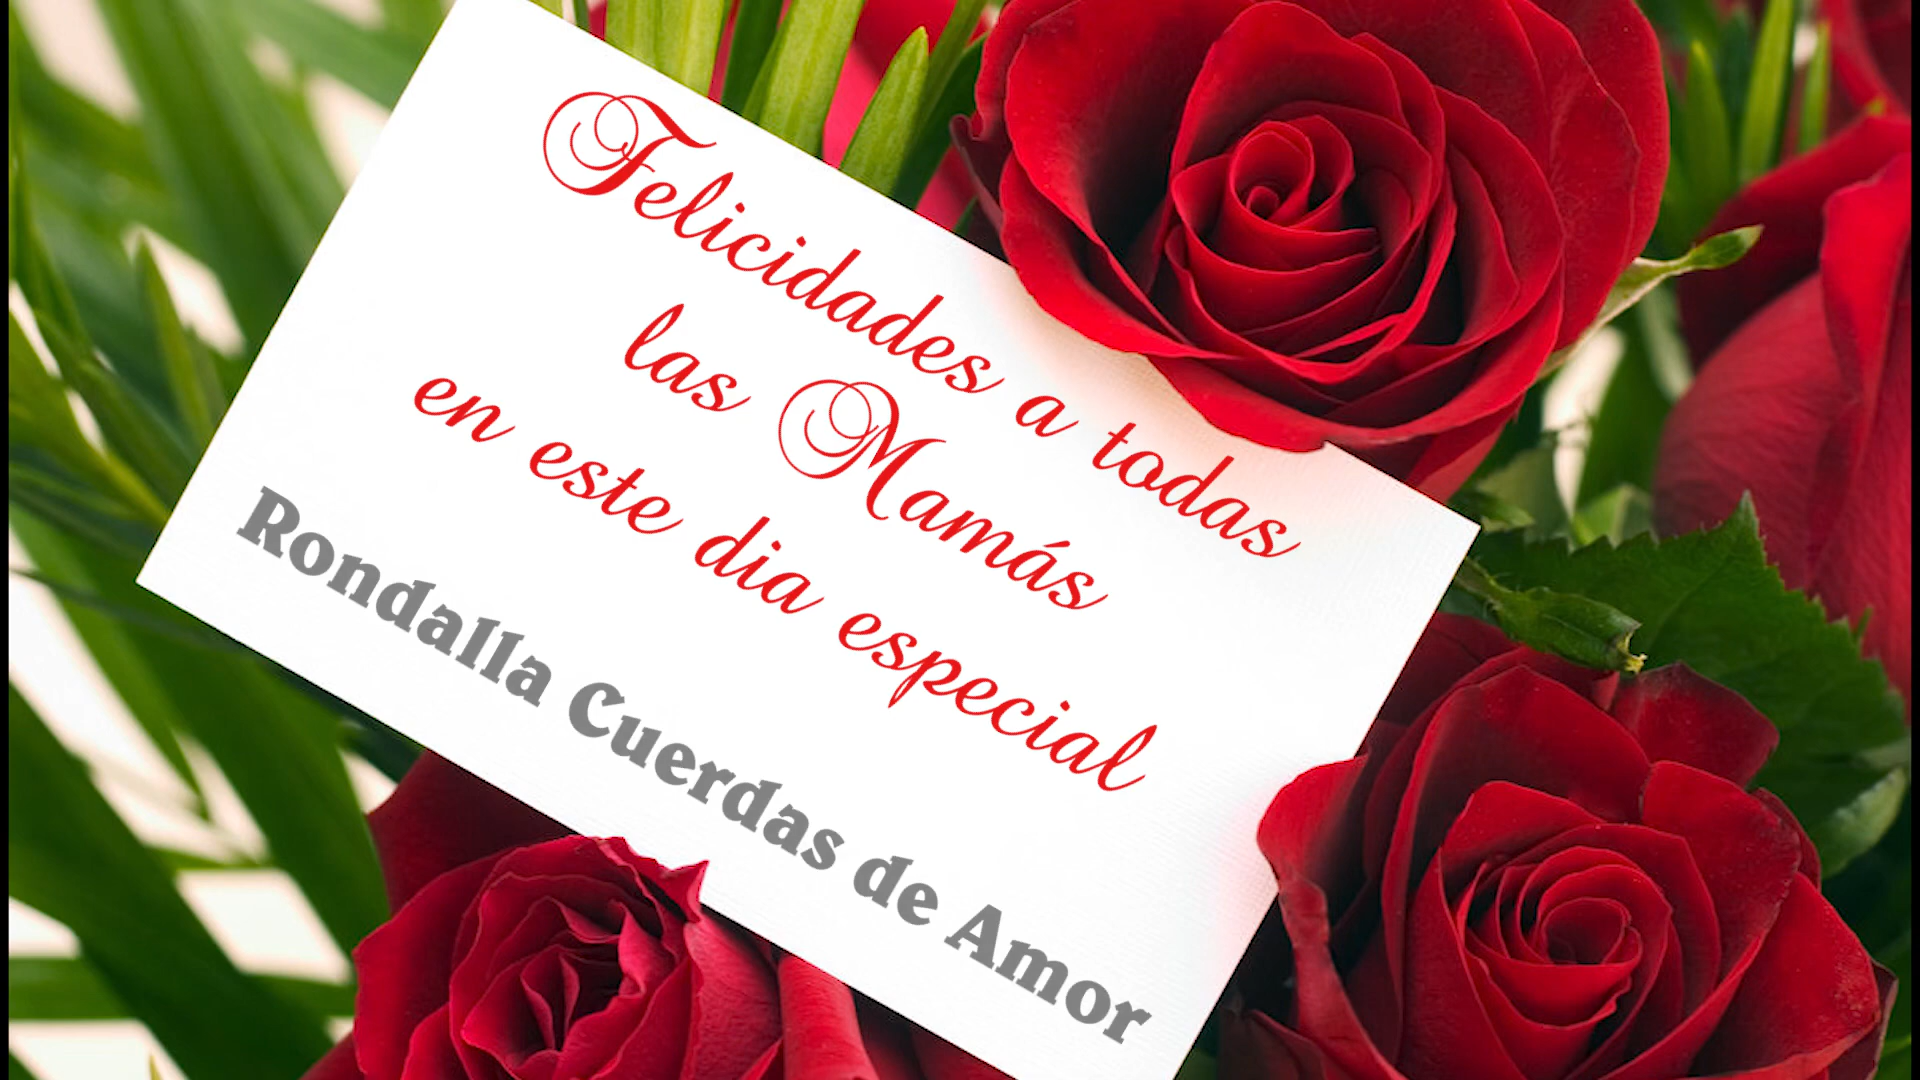 Felicidades a todas
las Mamás
en este dia especial
Rondalla Cuerdas de Amor